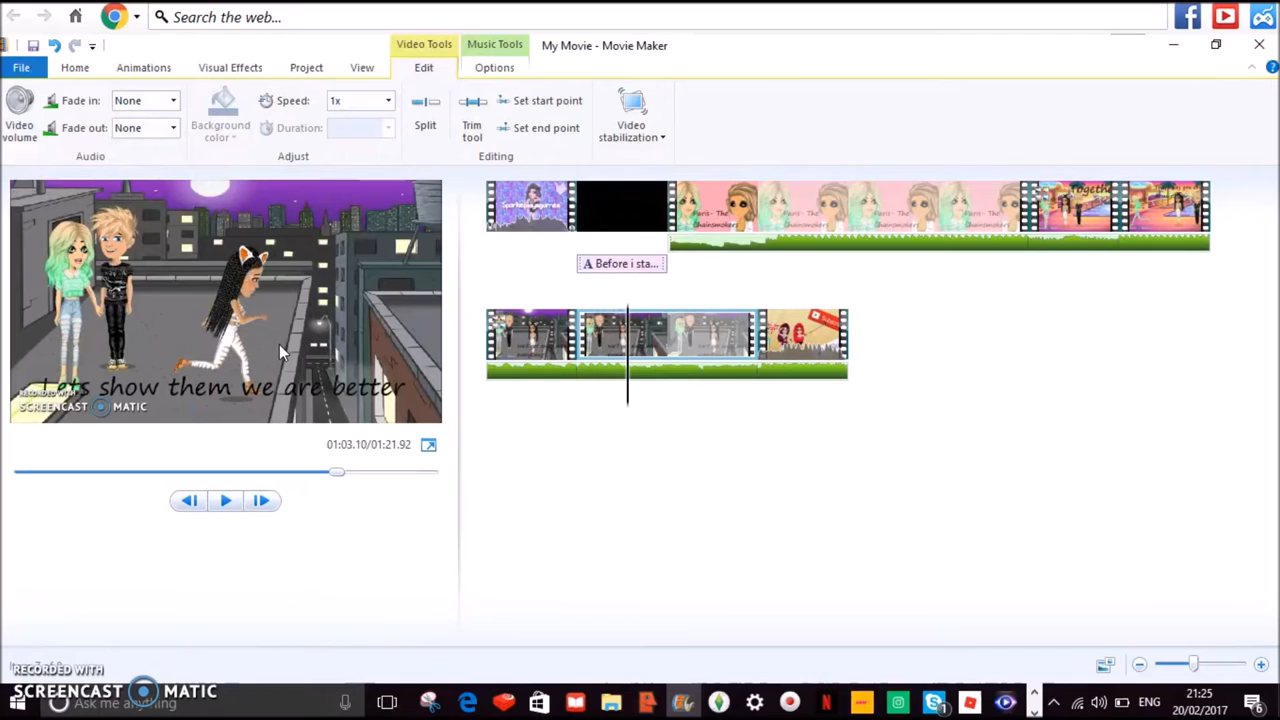 Search the web...
Video Tools
Music Tools
My Movie - Movie Maker
File
Home
Animations
Visual Effects
Project
View
Edit
Options
Video volume
Fade in:
None
Fade out:
None
Audio
Background color
Speed:
1x
Duration:
Adjust
Split
Trim tool
Set start point
Set end point
Editing
Video stabilization
Paris - The Chainsmokers
Together
A Before i sta...
Lets show them we are better
RECORDED WITH
SCREENCAST MATIC
01:03.10/01:21.92
RECORDED WITH
SCREENCAST MATIC
Ask me anything
ENG
21:25
20/02/2017